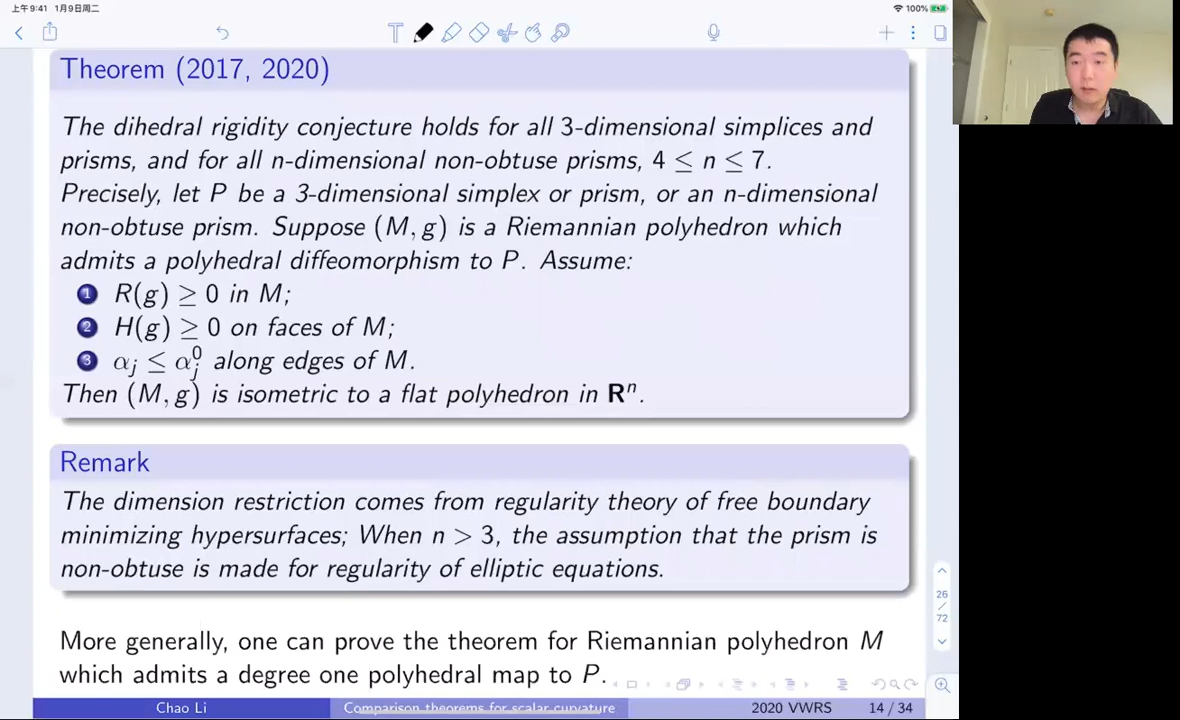 上午9:41 1月9日周二
100%
Theorem (2017, 2020)
The dihedral rigidity conjecture holds for all 3-dimensional simplices and
prisms, and for all n-dimensional non-obtuse prisms, 4 ≤ n ≤ 7.
Precisely, let P be a 3-dimensional simplex or prism, or an n-dimensional
non-obtuse prism. Suppose (M, g) is a Riemannian polyhedron which
admits a polyhedral diffeomorphism to P. Assume:
1 R(g) ≥ 0 in M;
2 H(g) ≥ 0 on faces of M;
3 αⱼ ≤ αⱼ⁰ along edges of M.
Then (M, g) is isometric to a flat polyhedron in Rⁿ.
Remark
The dimension restriction comes from regularity theory of free boundary
minimizing hypersurfaces; When n > 3, the assumption that the prism is
non-obtuse is made for regularity of elliptic equations.
26
/
72
More generally, one can prove the theorem for Riemannian polyhedron M
which admits a degree one polyhedral map to P.
Chao Li Comparison theorems for scalar curvature 2020 VWRS 14 / 34